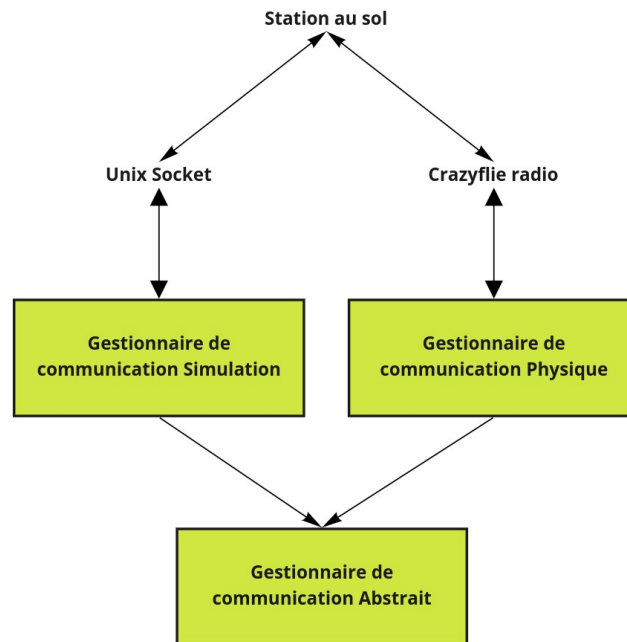 Station au sol
Unix Socket
Crazyflie radio
Gestionnaire de
communication Simulation
Gestionnaire de
communication Physique
Gestionnaire de
communication Abstrait